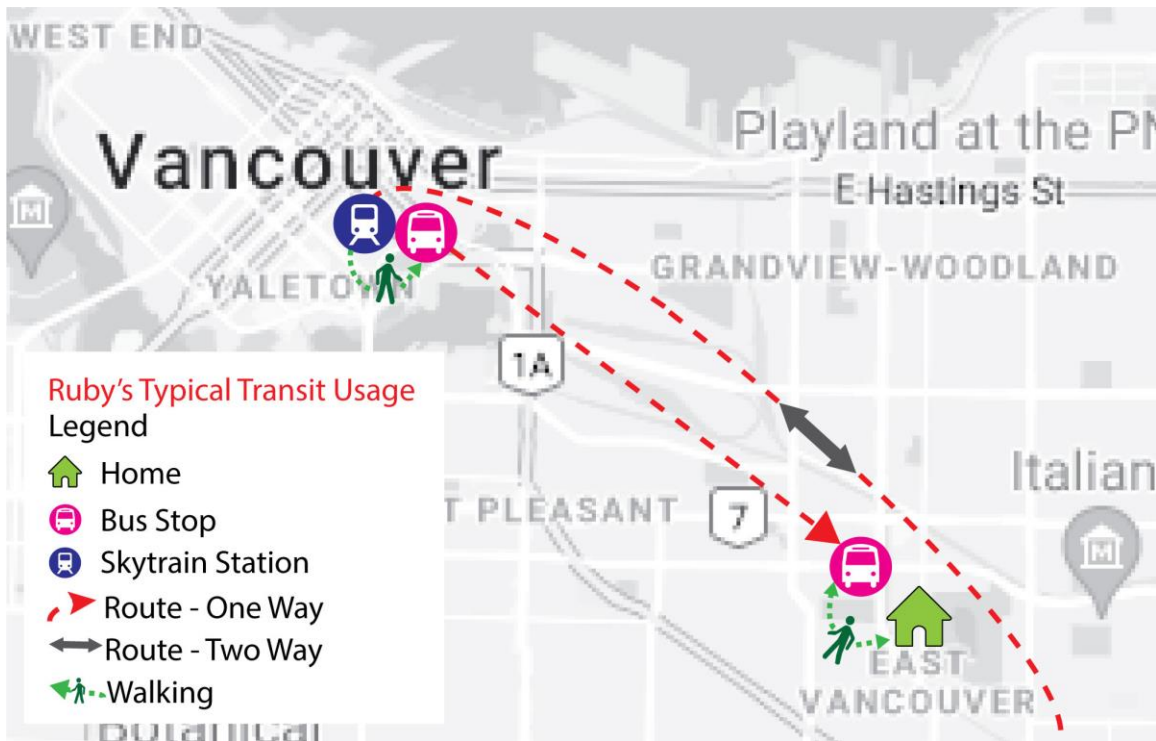 WEST END
Vancouver
Playland at the PN
E Hastings St
GRANDVIEW-WOODLAND
YALETOWN
1A
Ruby's Typical Transit Usage
Legend
Home
Bus Stop
Skytrain Station
Route - One Way
Route - Two Way
Walking
Italian
T PLEASANT
7
M
M
EAST
VANCOUVER
Botanical